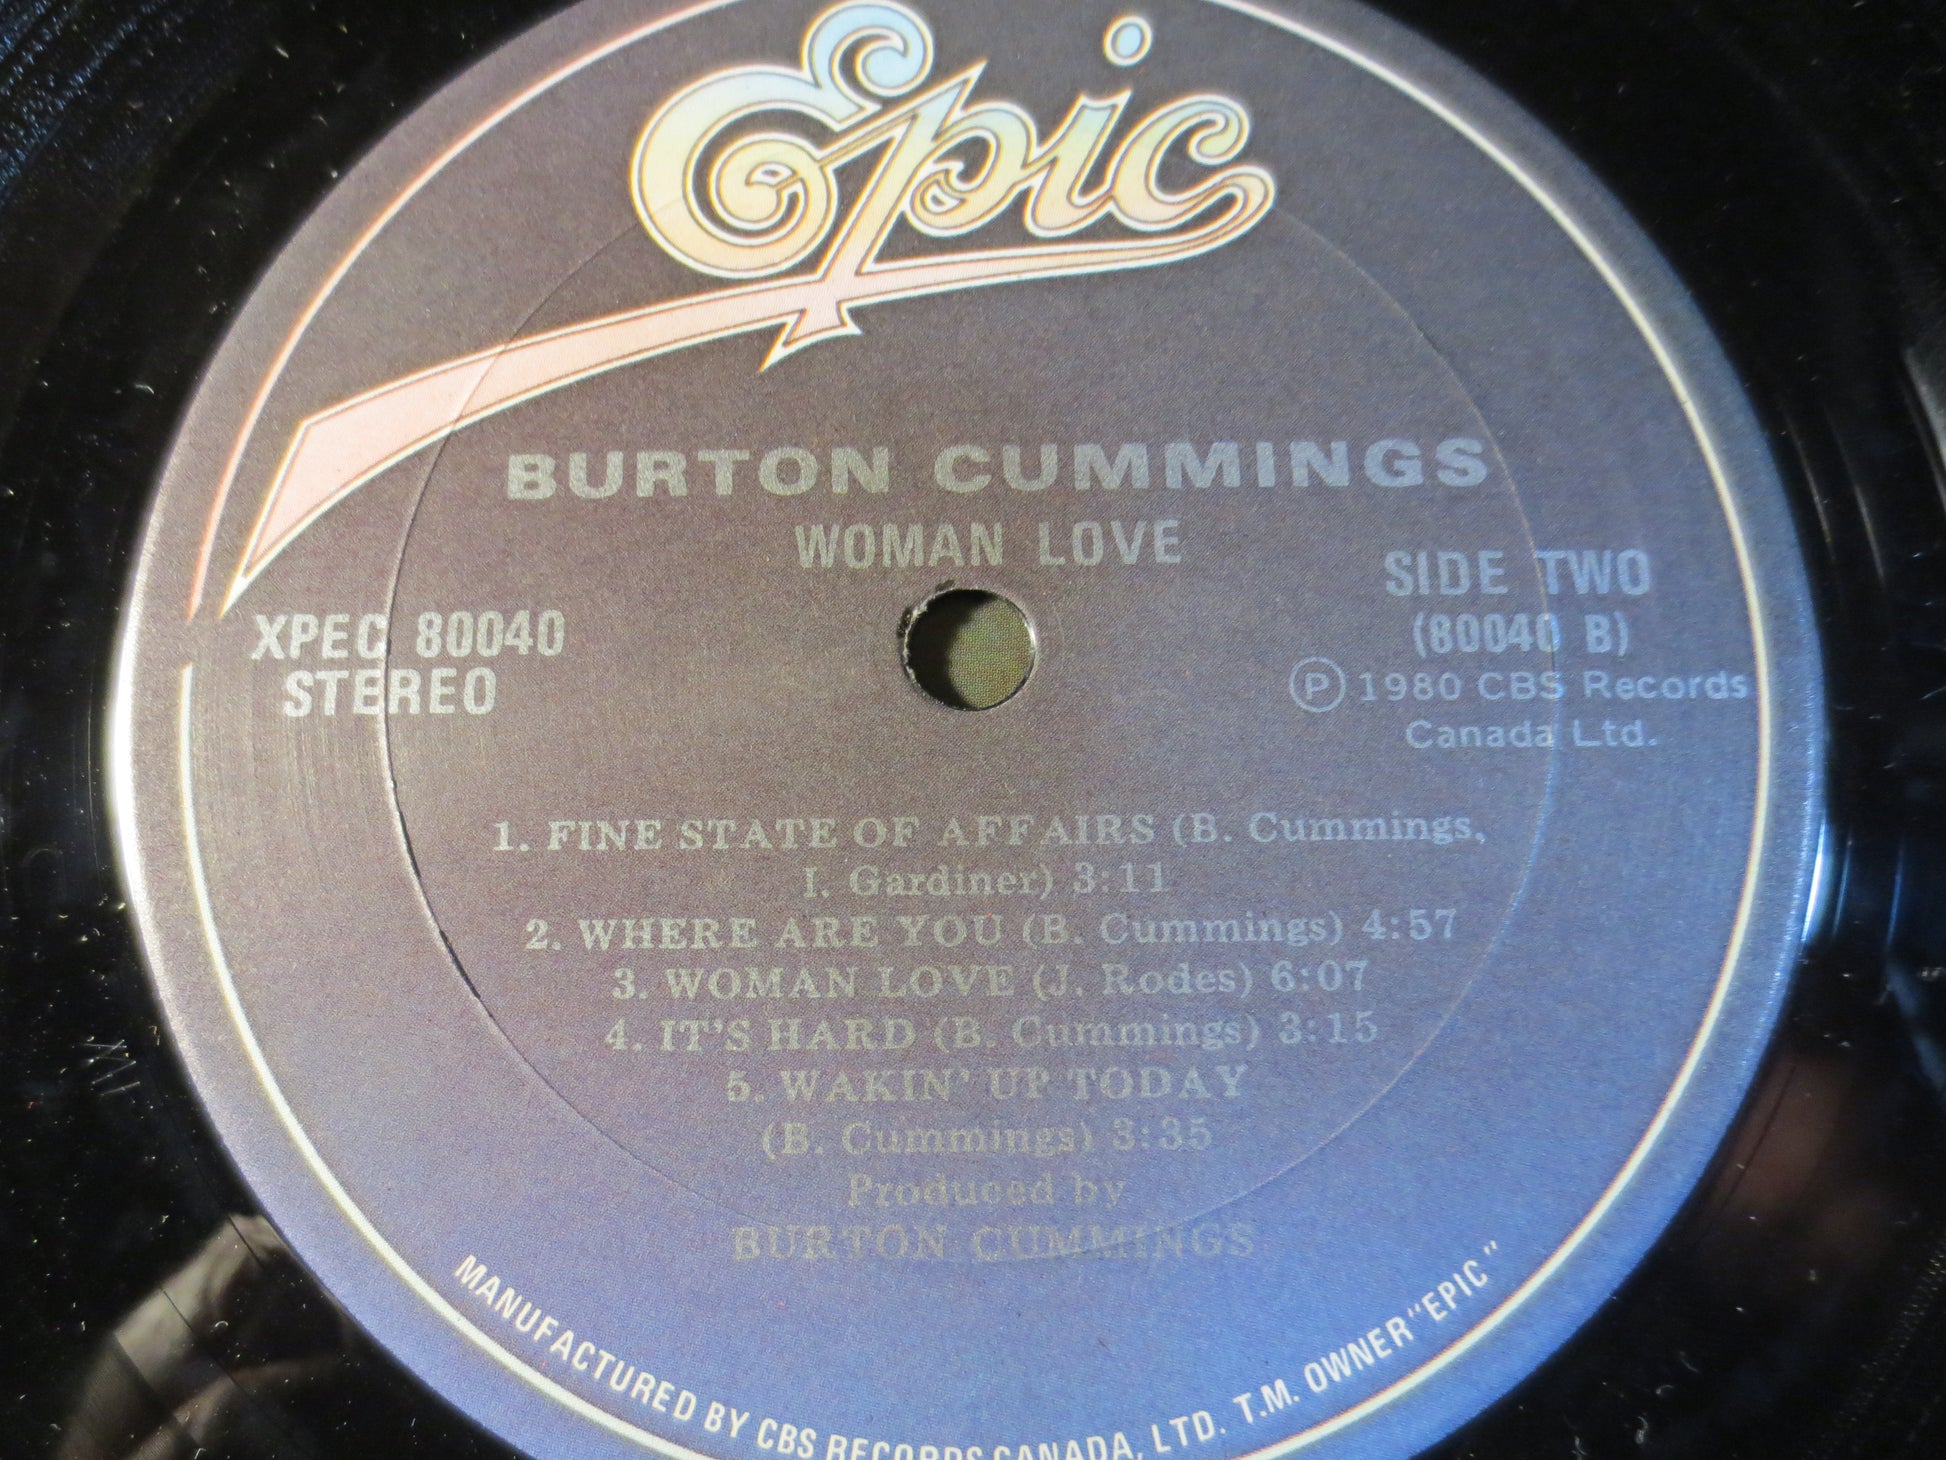 Epic
BURTON CUMMINGS
WOMAN LOVE
XPEC 80040
STEREO
SIDE TWO
(80040 B)
Ⓟ 1980 CBS Records
Canada Ltd.
1. FINE STATE OF AFFAIRS (B. Cummings,
I. Gardiner) 3:11
2. WHERE ARE YOU (B. Cummings) 4:57
3. WOMAN LOVE (J. Rodes) 6:07
4. IT'S HARD (B. Cummings) 3:15
5. WAKIN' UP TODAY
(B. Cummings) 3:35
Produced by
BURTON CUMMINGS
MANUFACTURED BY CBS RECORDS CANADA, LTD. T.M. OWNER "EPIC"